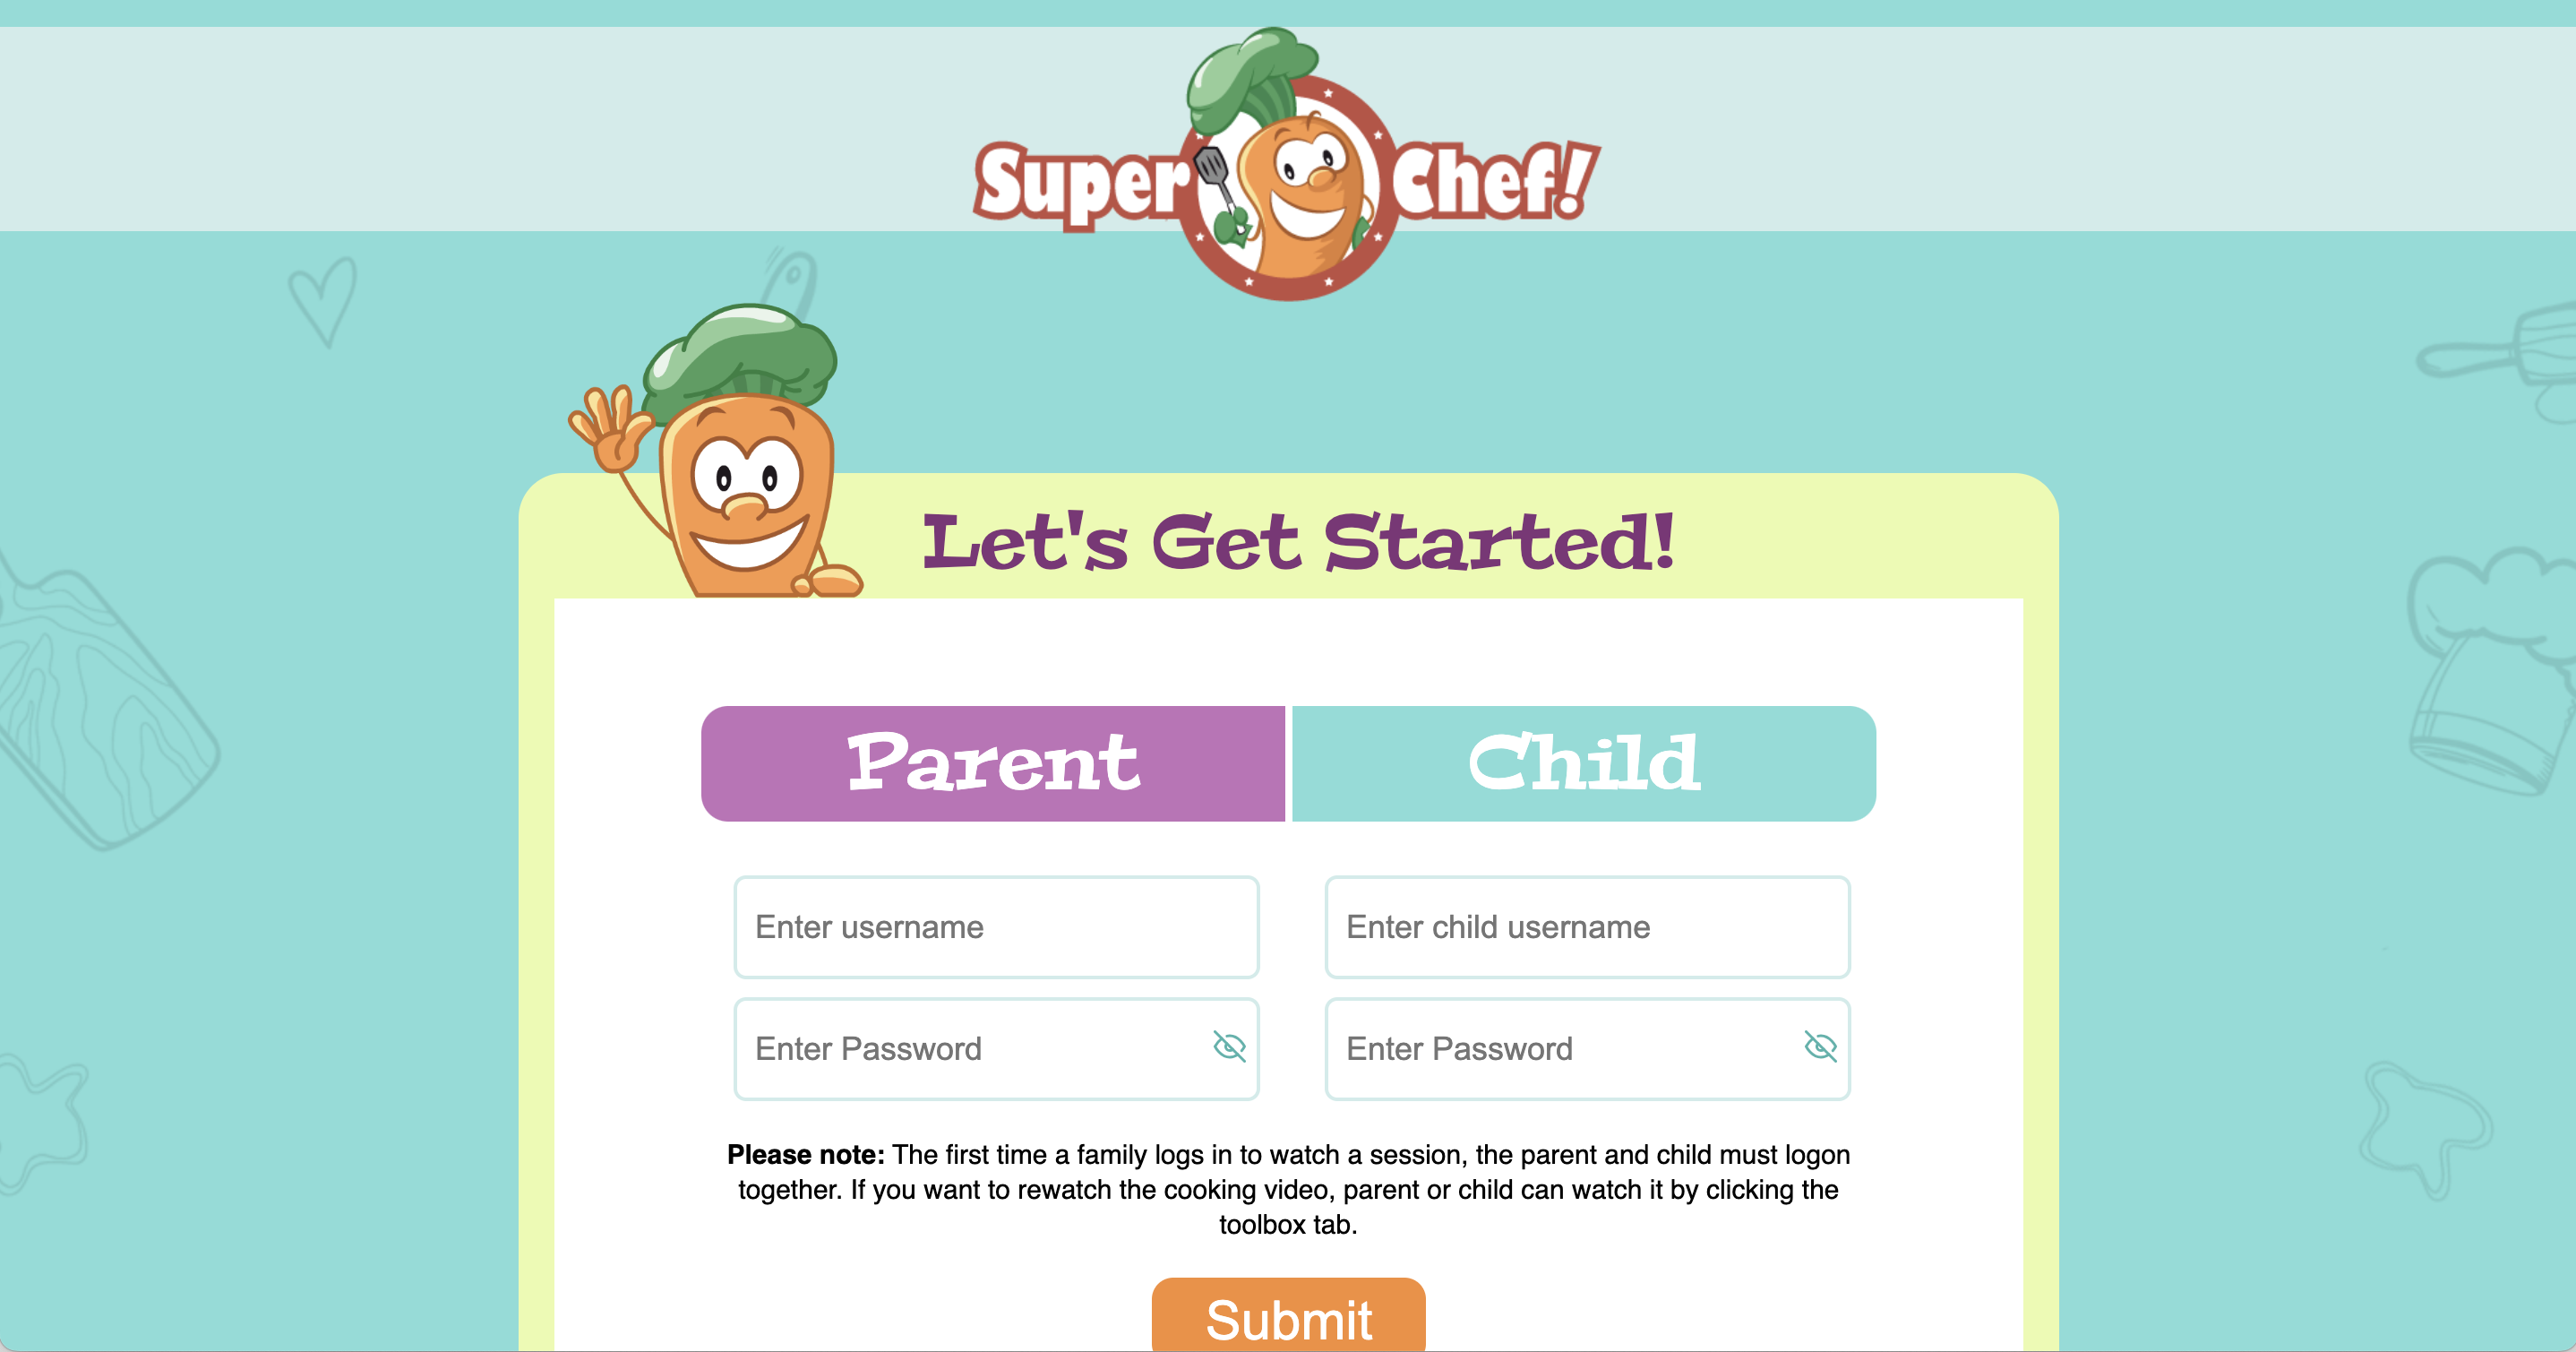 Super Chef!
Let's Get Started!
Parent Child
Enter username Enter child username
Enter Password Enter Password
Please note: The first time a family logs in to watch a session, the parent and child must logon
together. If you want to rewatch the cooking video, parent or child can watch it by clicking the
toolbox tab.
Submit